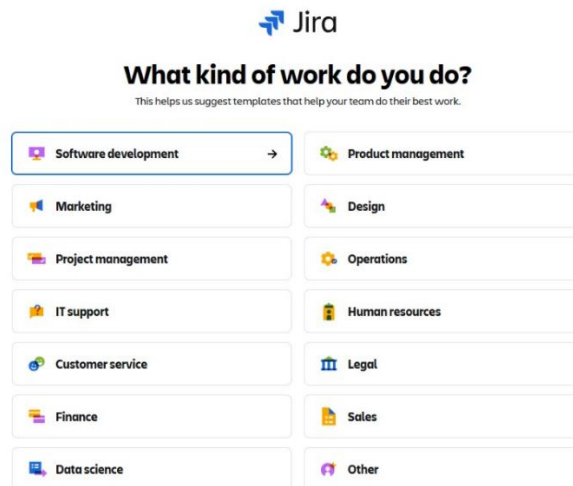 Jira
What kind of work do you do?
This helps us suggest templates that help your team do their best work.
Software development →
Product management
Marketing
Design
Project management
Operations
IT support
Human resources
Customer service
Legal
Finance
Sales
Data science
Other